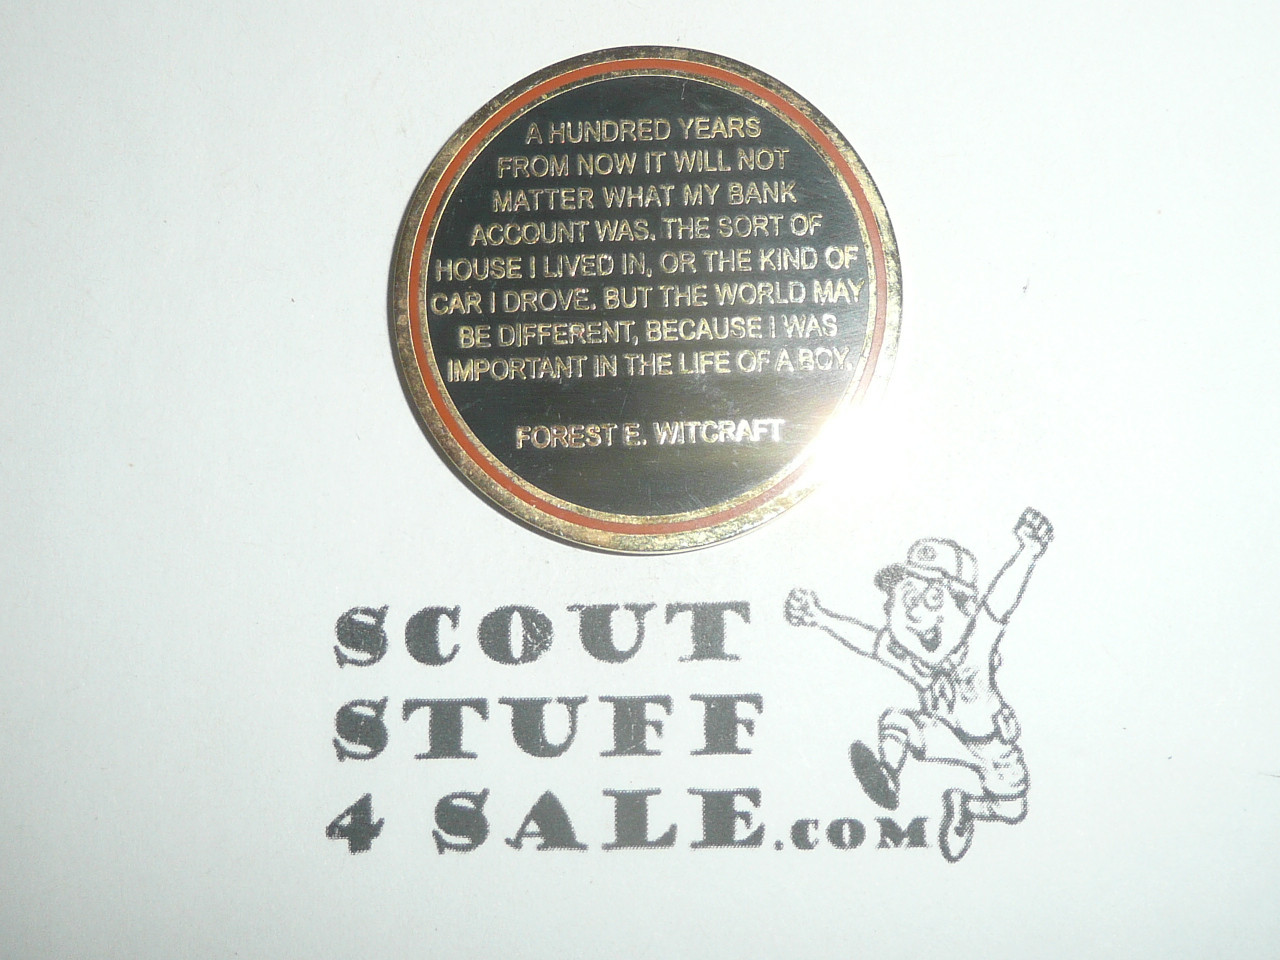 A HUNDRED YEARS
FROM NOW IT WILL NOT
MATTER WHAT MY BANK
ACCOUNT WAS, THE SORT OF
HOUSE I LIVED IN, OR THE KIND OF
CAR I DROVE. BUT THE WORLD MAY
BE DIFFERENT, BECAUSE I WAS
IMPORTANT IN THE LIFE OF A BOY.
FOREST E. WITCRAFT
SCOUT
STUFF
4 SALE.COM